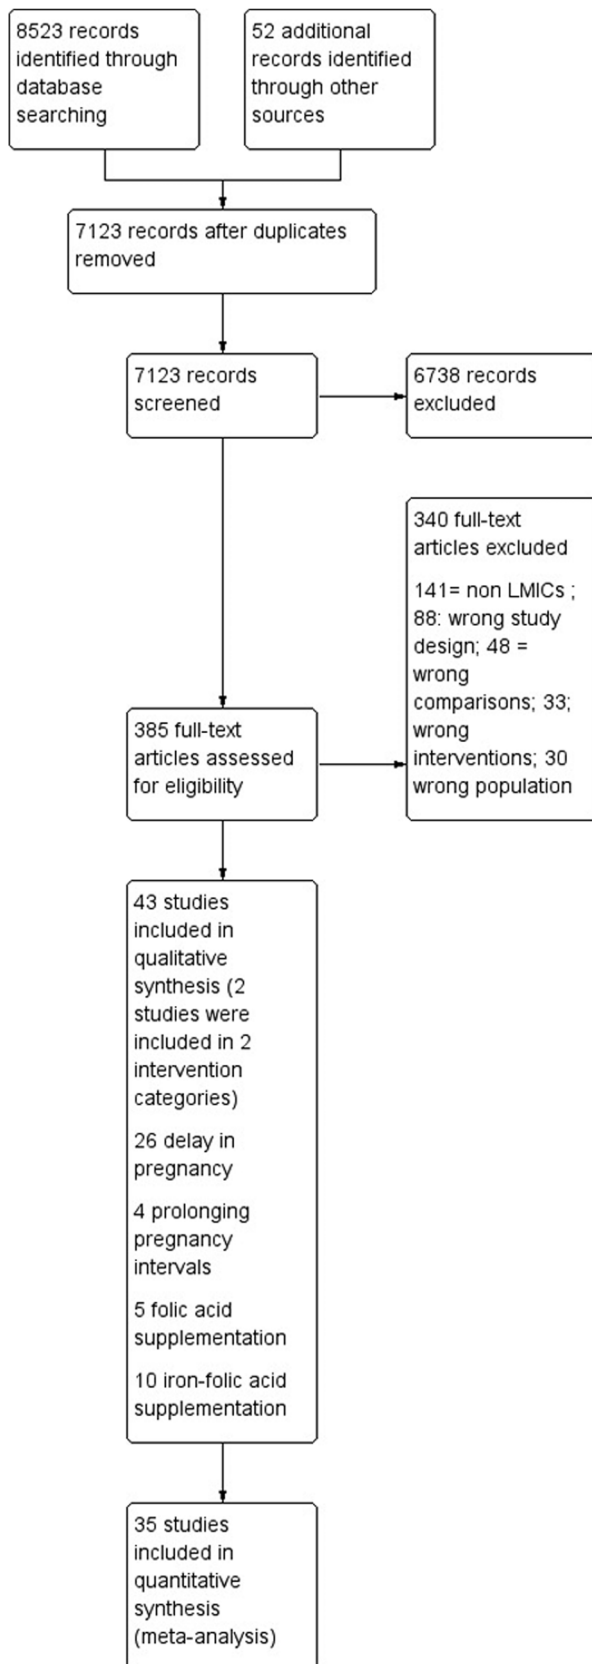 8523 records
identified through
database
searching
52 additional
records identified
through other
sources
7123 records after duplicates
removed
7123 records
screened
6738 records
excluded
340 full-text
articles excluded
141= non LMICs ;
88: wrong study
design; 48 =
wrong
comparisons; 33;
wrong
interventions; 30
wrong population
385 full-text
articles assessed
for eligibility
43 studies
included in
qualitative
synthesis (2
studies were
included in 2
intervention
categories)
26 delay in
pregnancy
4 prolonging
pregnancy
intervals
5 folic acid
supplementation
10 iron-folic acid
supplementation
35 studies
included in
quantitative
synthesis
(meta-analysis)